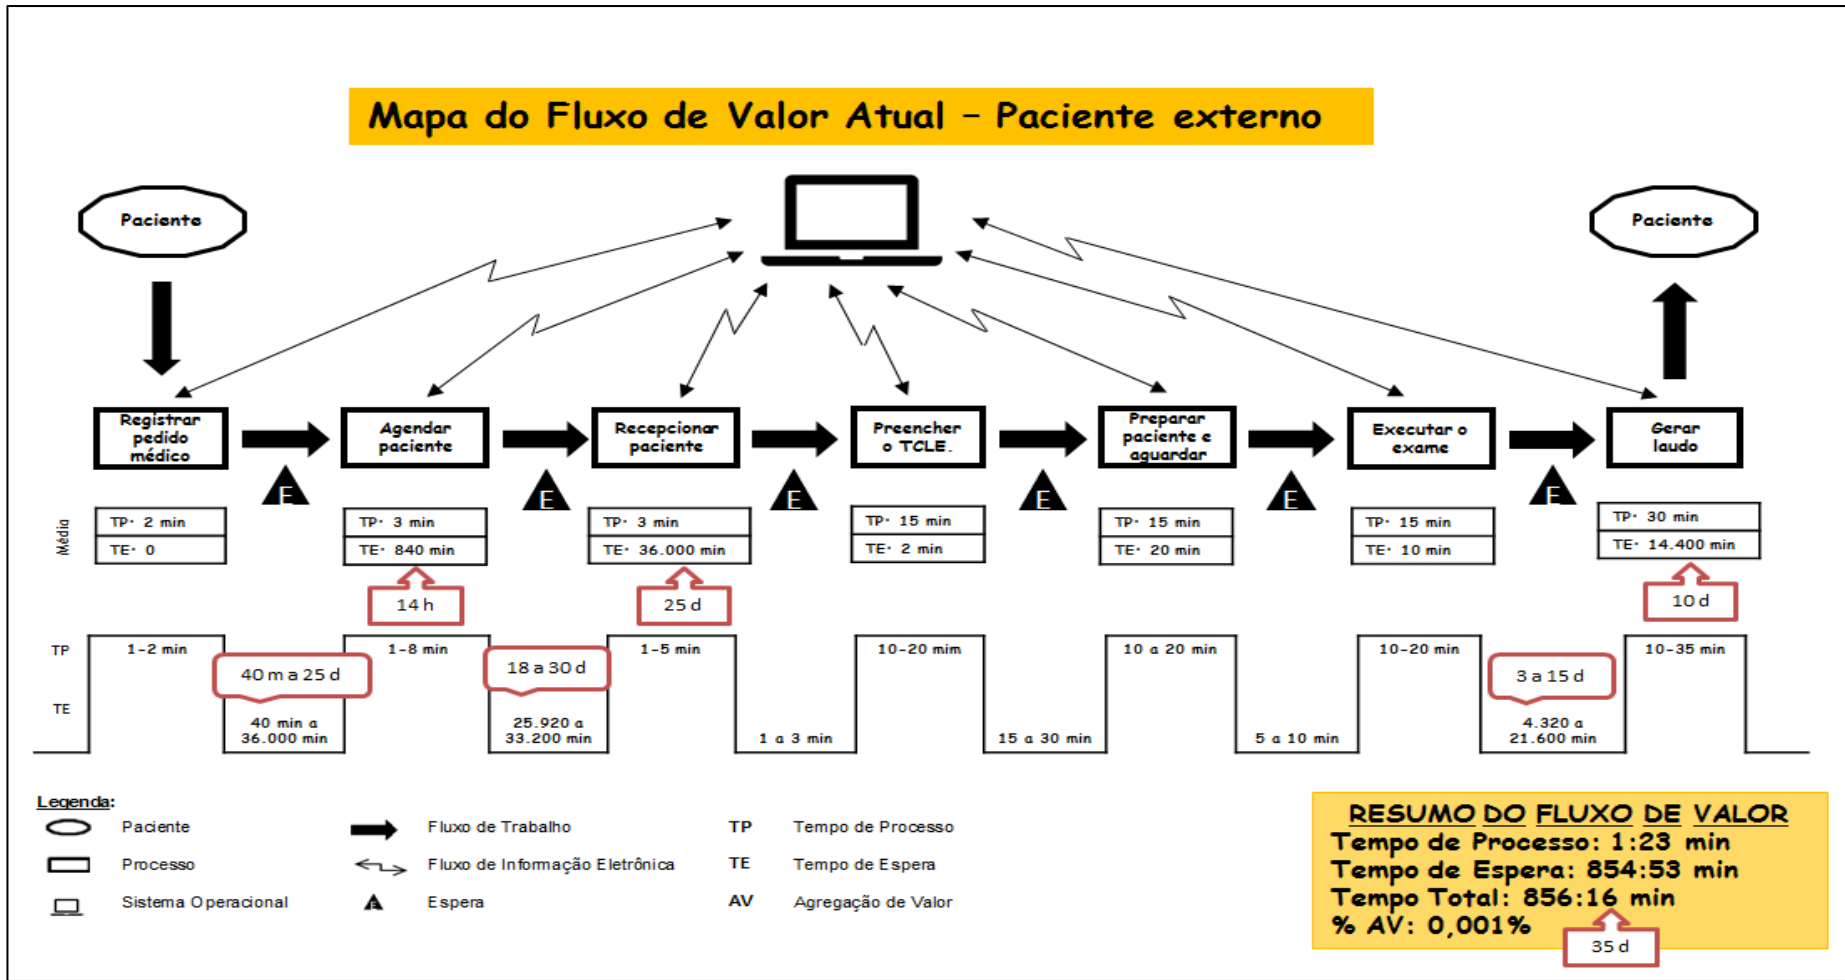 Mapa do Fluxo de Valor Atual – Paciente externo
Paciente
Paciente
Registrar
pedido
médico
Agendar
paciente
Recepcionar
paciente
Preencher
o TCLE.
Preparar
paciente e
aguardar
Executar o
exame
Gerar
laudo
E
E
E
E
E
E
Média
TP· 2 min
TE· 0
TP· 3 min
TE· 840 min
TP· 3 min
TE· 36.000 min
TP· 15 min
TE· 2 min
TP· 15 min
TE· 20 min
TP· 15 min
TE· 10 min
TP· 30 min
TE· 14.400 min
14 h
25 d
10 d
TP
1-2 min
1-8 min
1-5 min
10-20 mim
10 a 20 min
10-20 min
10-35 min
40 m a 25 d
18 a 30 d
3 a 15 d
TE
40 min a
36.000 min
25.920 a
33.200 min
1 a 3 min
15 a 30 min
5 a 10 min
4.320 a
21.600 min
Legenda:
Paciente
Fluxo de Trabalho
TP Tempo de Processo
Processo
Fluxo de Informação Eletrônica
TE Tempo de Espera
Sistema Operacional
E Espera
AV Agregação de Valor
RESUMO DO FLUXO DE VALOR
Tempo de Processo: 1:23 min
Tempo de Espera: 854:53 min
Tempo Total: 856:16 min
% AV: 0,001%
35 d